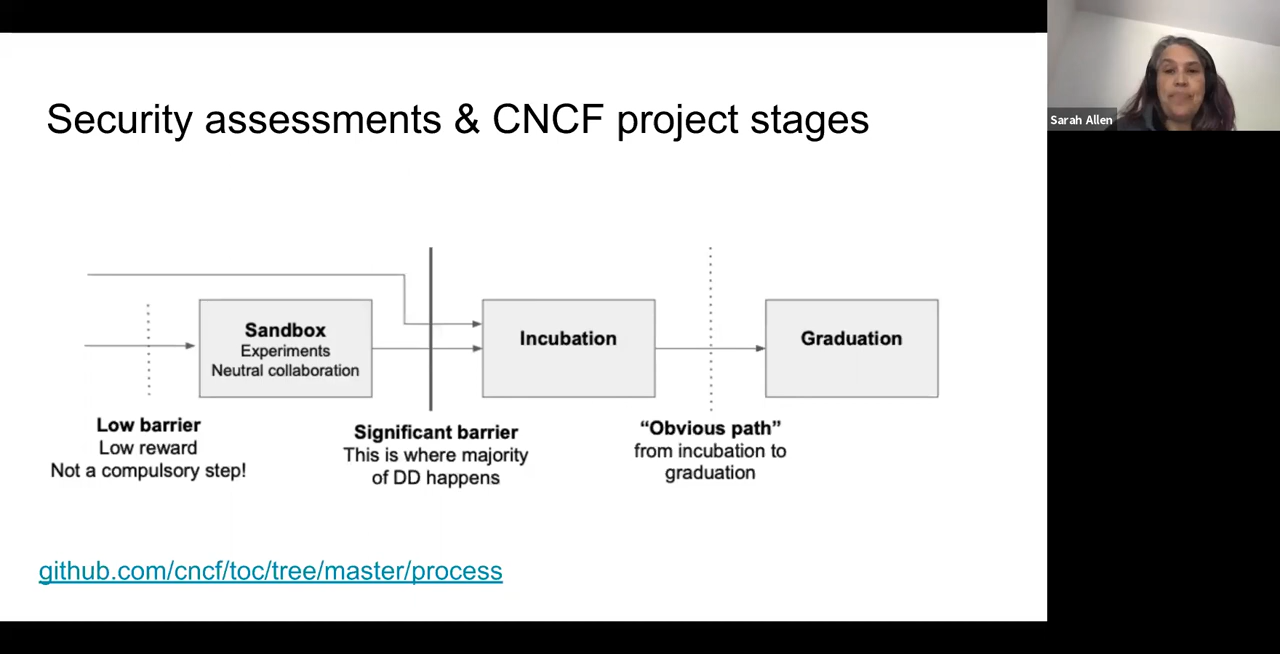 Security assessments & CNCF project stages
Sarah Allen
Sandbox
Experiments
Neutral collaboration
Incubation
Graduation
Low barrier
Low reward
Not a compulsory step!
Significant barrier
This is where majority
of DD happens
“Obvious path”
from incubation to
graduation
github.com/cncf/toc/tree/master/process